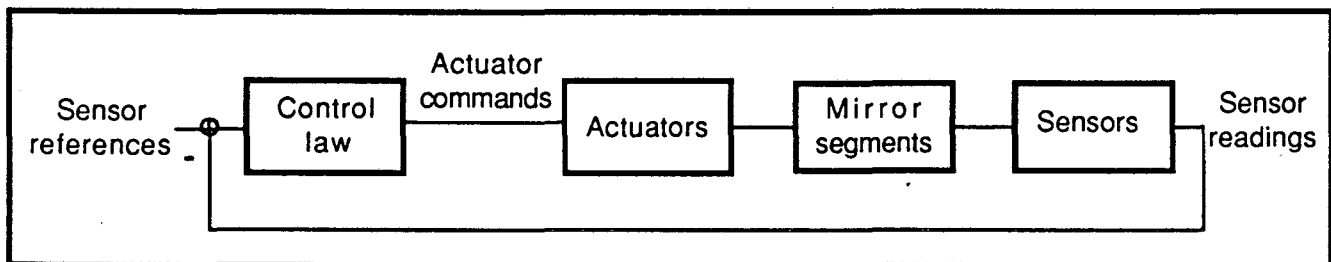 Sensor
references
-
Control
law
Actuator
commands
Actuators
Mirror
segments
Sensors
Sensor
readings